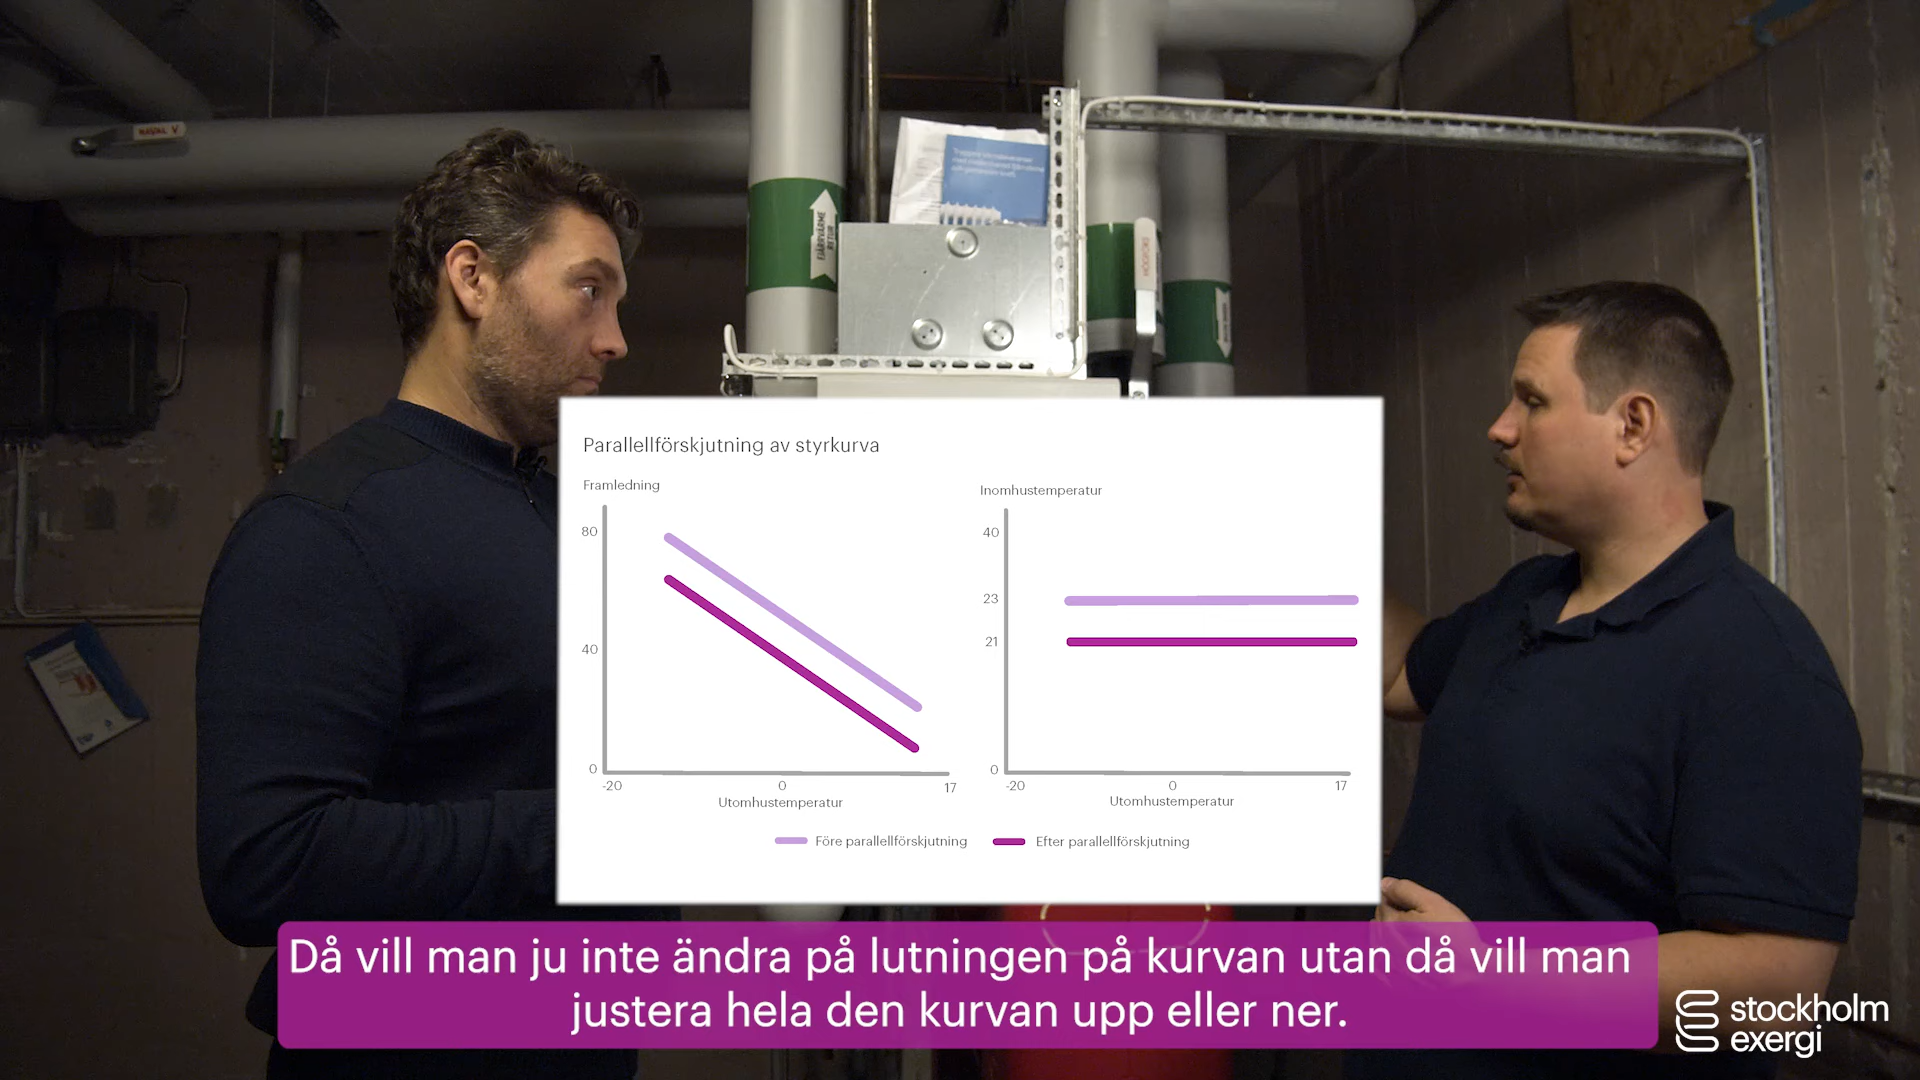 FJÄRRVÄRME
RETUR
Parallellförskjutning av styrkurva
Framledning
80
40
0
-20
0
17
Utomhustemperatur
Inomhustemperatur
40
23
21
0
-20
0
17
Utomhustemperatur
Före parallellförskjutning
Efter parallellförskjutning
Då vill man ju inte ändra på lutningen på kurvan utan då vill man
justera hela den kurvan upp eller ner.
stockholm
exergi